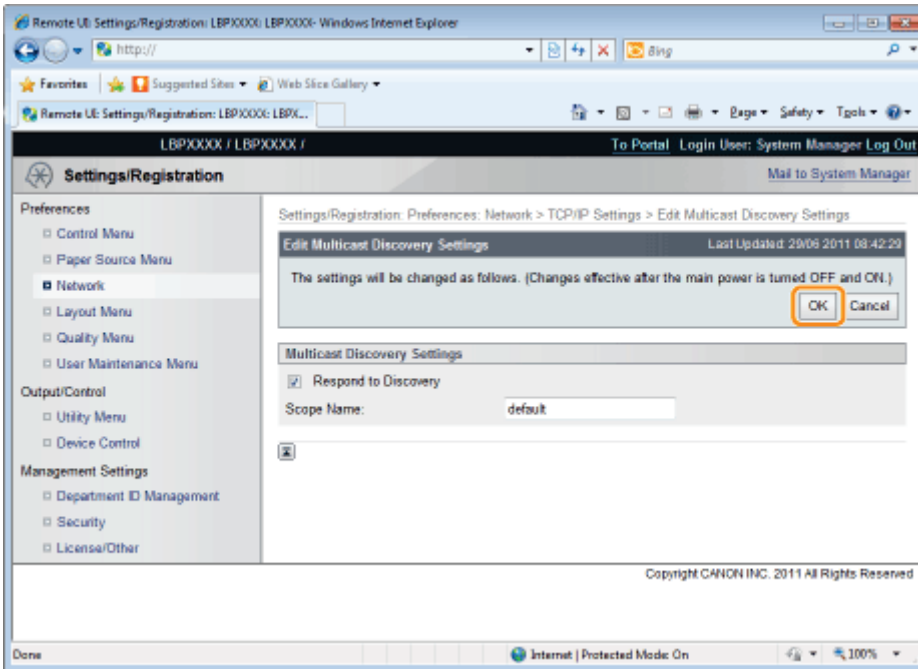 Remote UI: Settings/Registration: LBPXXXX: LBPXXXX- Windows Internet Explorer
http://
Bing
Favorites Suggested Sites Web Slice Gallery
Remote UI: Settings/Registration: LBPXXXX: LBPX... Page Safety Tools
LBPXXXX / LBPXXXX / To Portal Login User: System Manager Log Out
Settings/Registration Mail to System Manager
Preferences
Control Menu
Paper Source Menu
Network
Layout Menu
Quality Menu
User Maintenance Menu
Output/Control
Utility Menu
Device Control
Management Settings
Department ID Management
Security
License/Other
Settings/Registration: Preferences: Network > TCP/IP Settings > Edit Multicast Discovery Settings
Edit Multicast Discovery Settings Last Updated: 29/06 2011 08:42:29
The settings will be changed as follows. (Changes effective after the main power is turned OFF and ON.)
OK Cancel
Multicast Discovery Settings
Respond to Discovery
Scope Name: default
Copyright CANON INC. 2011 All Rights Reserved
Done Internet | Protected Mode: On 100%